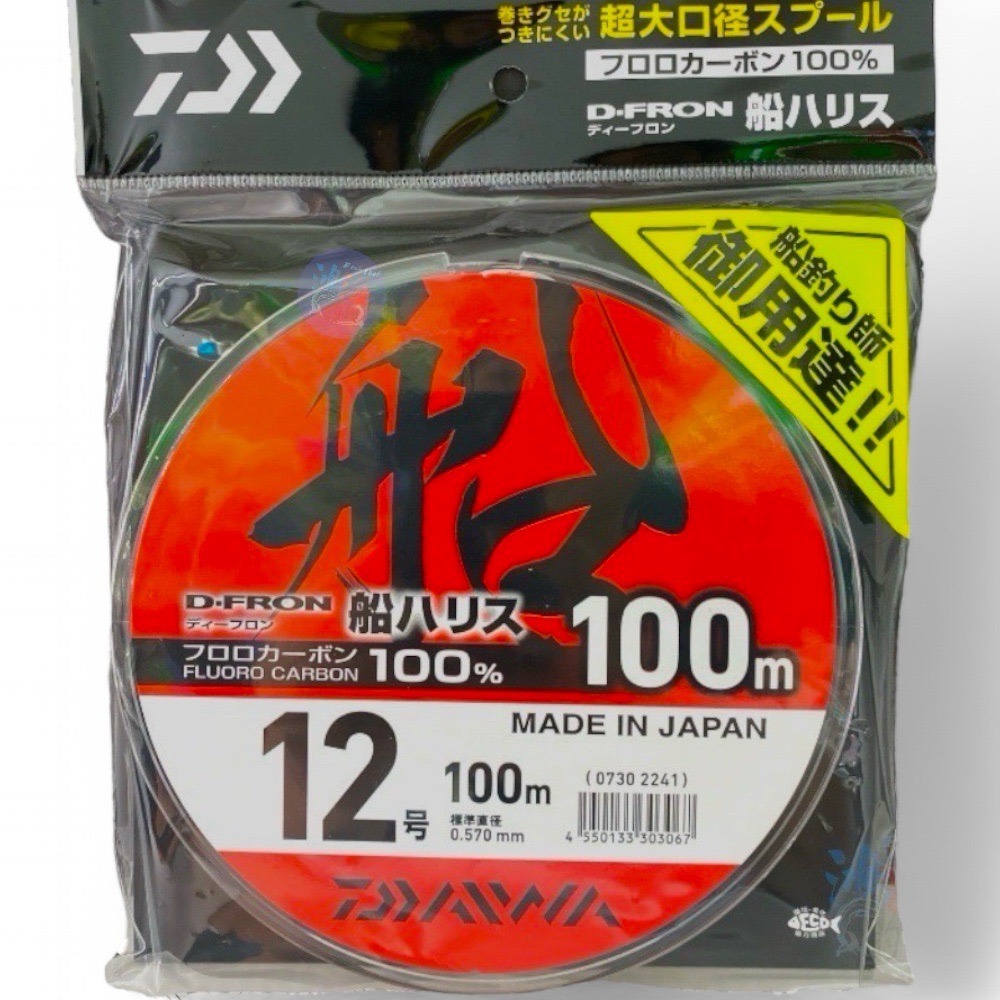 巻きグセが
つきにくい
超大口径スプール
フロロカーボン100%
D-FRON
ディーフロン
船ハリス
船釣り師
御用達!!
船
D-FRON
ディーフロン
船ハリス
100m
フロロカーボン
FLUORO CARBON
100%
MADE IN JAPAN
12号
100m
標準直径
0.570mm
(0730 2241)
4 550133 303067
DAIWA